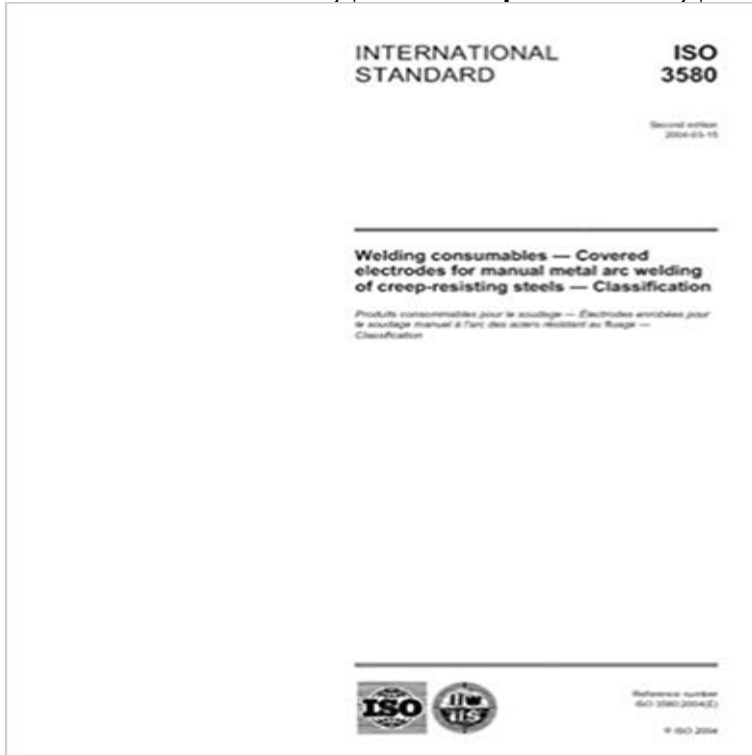 INTERNATIONAL
STANDARD
ISO
3580
Second edition
2004-03-15
Welding consumables — Covered
electrodes for manual metal arc welding
of creep-resisting steels — Classification
Produits consommables pour le soudage — Électrodes enrobées pour
le soudage manuel à l'arc des aciers résistant au fluage —
Classification
ISO
IIW
IIS
Reference number
ISO 3580:2004(E)
© ISO 2004